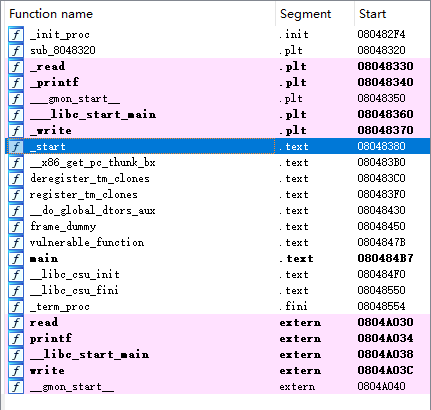 Function name Segment Start
f _init_proc .init 080482F4
f sub_8048320 .plt 08048320
f _read .plt 08048330
f _printf .plt 08048340
f ___gmon_start__ .plt 08048350
f ___libc_start_main .plt 08048360
f _write .plt 08048370
f _start .text 08048380
f __x86_get_pc_thunk_bx .text 080483B0
f deregister_tm_clones .text 080483C0
f register_tm_clones .text 080483F0
f __do_global_dtors_aux .text 08048430
f frame_dummy .text 08048450
f vulnerable_function .text 0804847B
f main .text 080484B7
f __libc_csu_init .text 080484F0
f __libc_csu_fini .text 08048550
f _term_proc .fini 08048554
f read extern 0804A030
f printf extern 0804A034
f __libc_start_main extern 0804A038
f write extern 0804A03C
f __gmon_start__ extern 0804A040